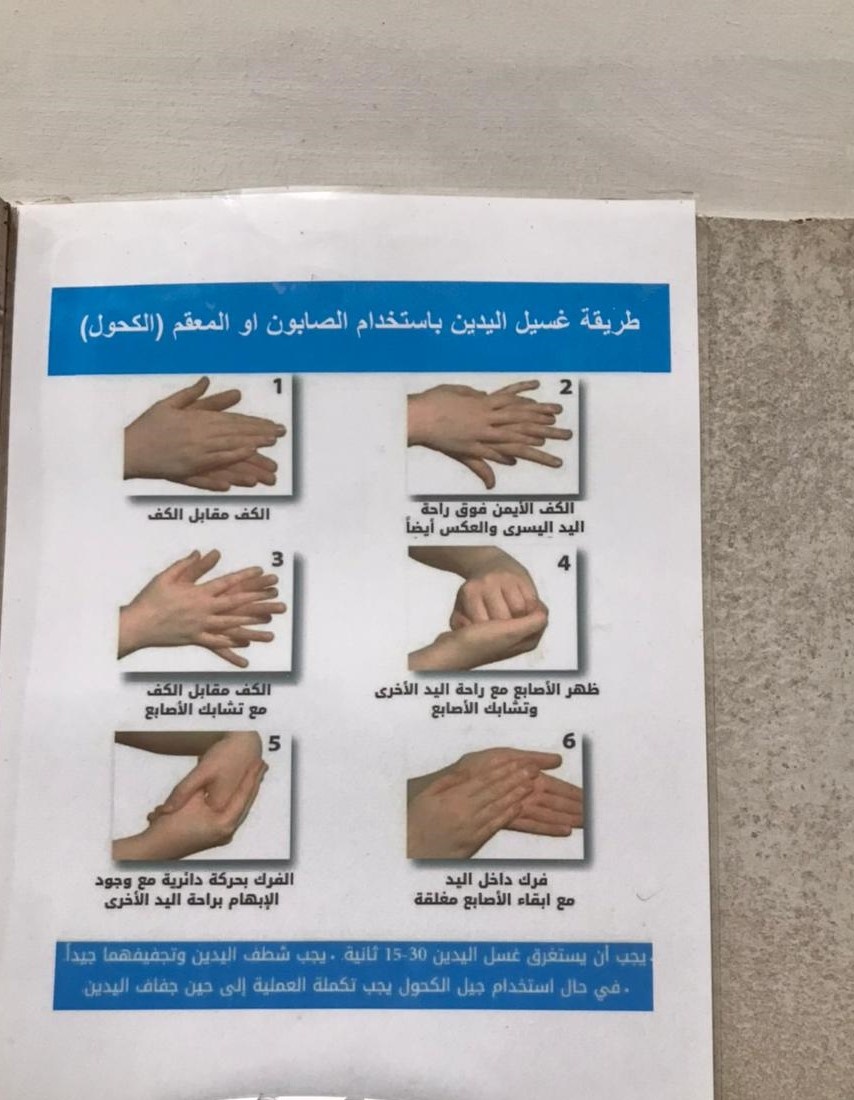 طريقة غسيل اليدين باستخدام الصابون او المعقم (الكحول)
1
الكف مقابل الكف
2
الكف الأيمن فوق راحة
اليد اليسرى والعكس أيضاً
3
الكف مقابل الكف
مع تشابك الأصابع
4
ظهر الأصابع مع راحة اليد الأخرى
وتشابك الأصابع
5
الفرك بحركة دائرية مع وجود
الإبهام براحة اليد الأخرى
6
فرك داخل اليد
مع ابقاء الأصابع مغلقة
. يجب أن يستغرق غسل اليدين 30-15 ثانية. . يجب شطف اليدين وتجفيفهما جيداً.
. في حال استخدام جيل الكحول يجب تكملة العملية إلى حين جفاف اليدين.